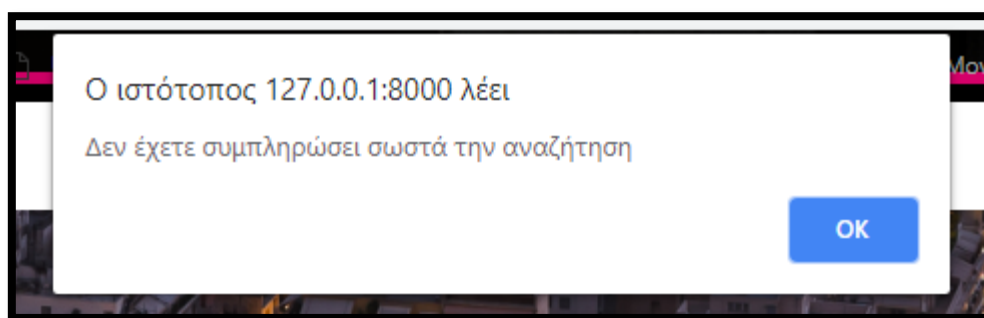 Ο ιστότοπος 127.0.0.1:8000 λέει
Δεν έχετε συμπληρώσει σωστά την αναζήτηση
OK